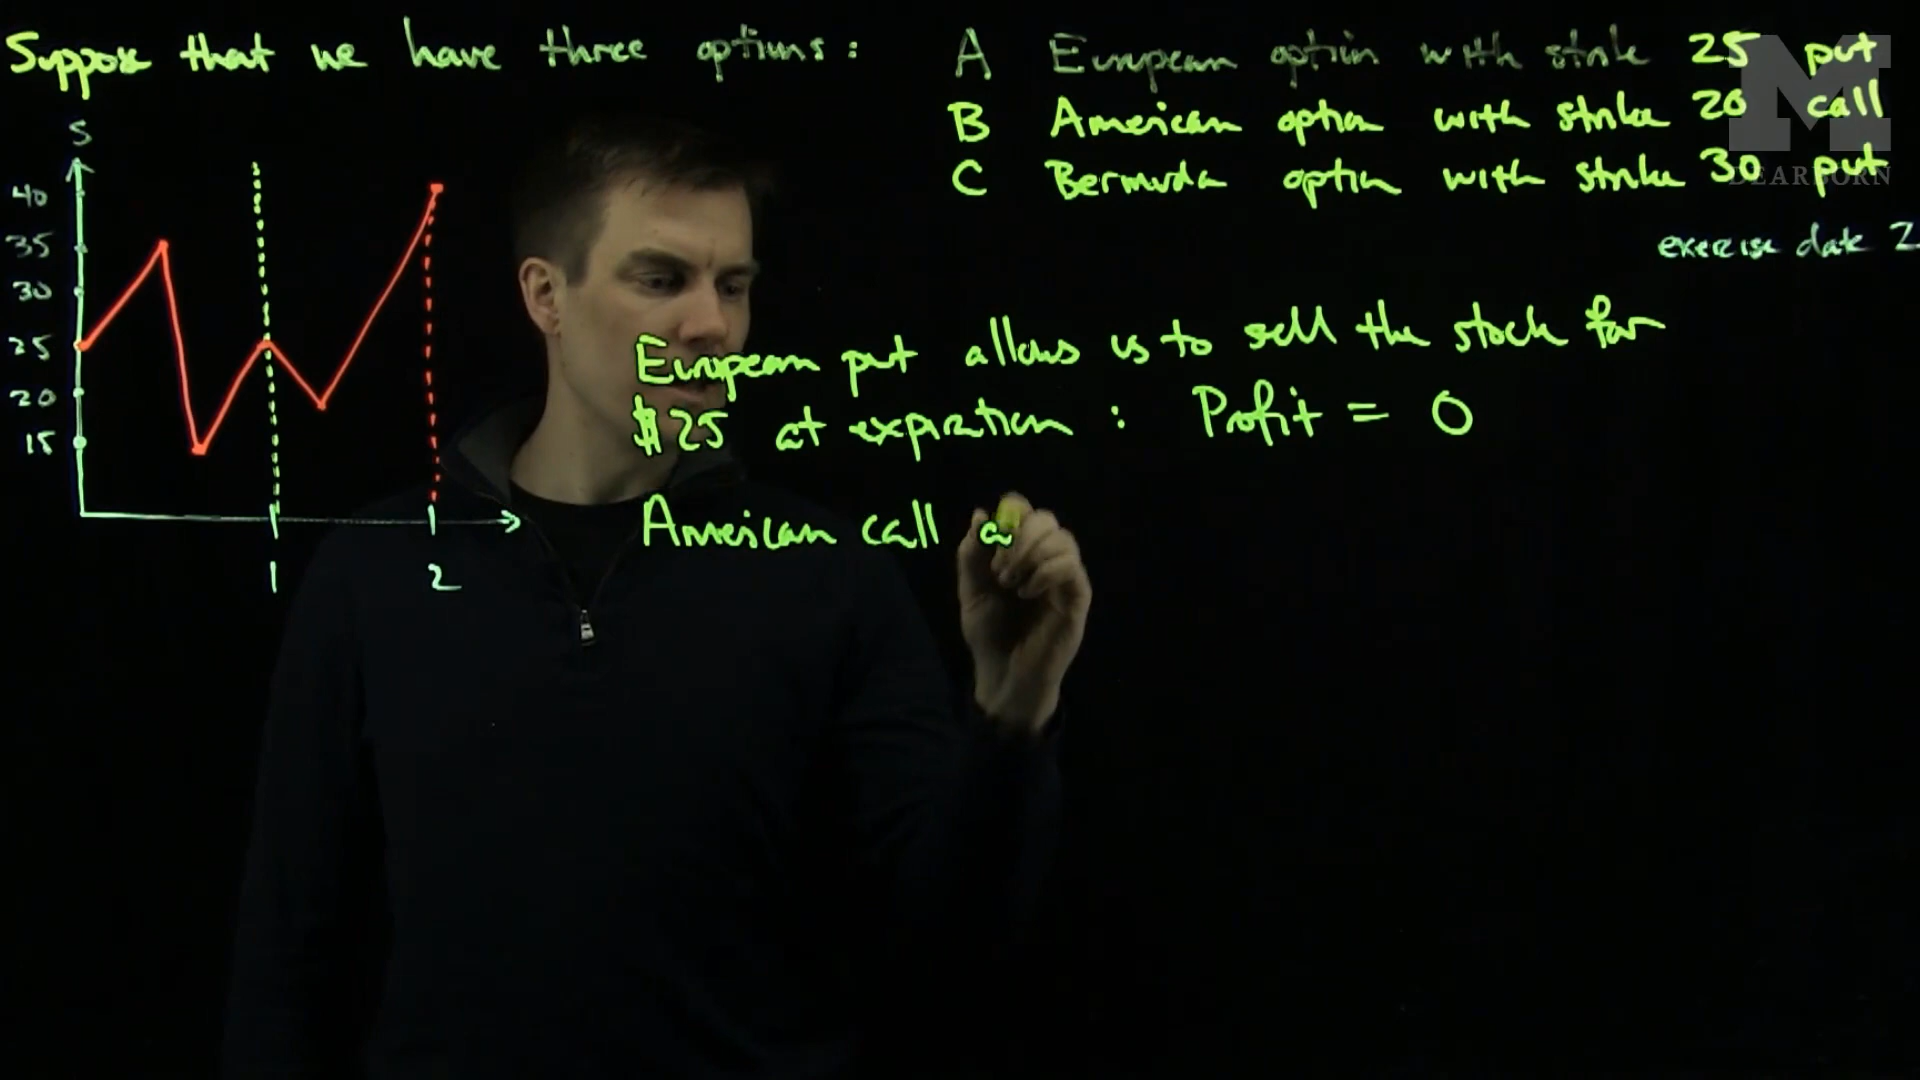 Suppose that we have three options: A European option with strike 25 put
B American option with strike 20 call
C Bermuda option with strike 30 put
exercise date 2
S
40
35
30
25
20
15
1 2
European put allows us to sell the stock for
$25 at expiration : Profit = 0
American call a
M
DEARBORN